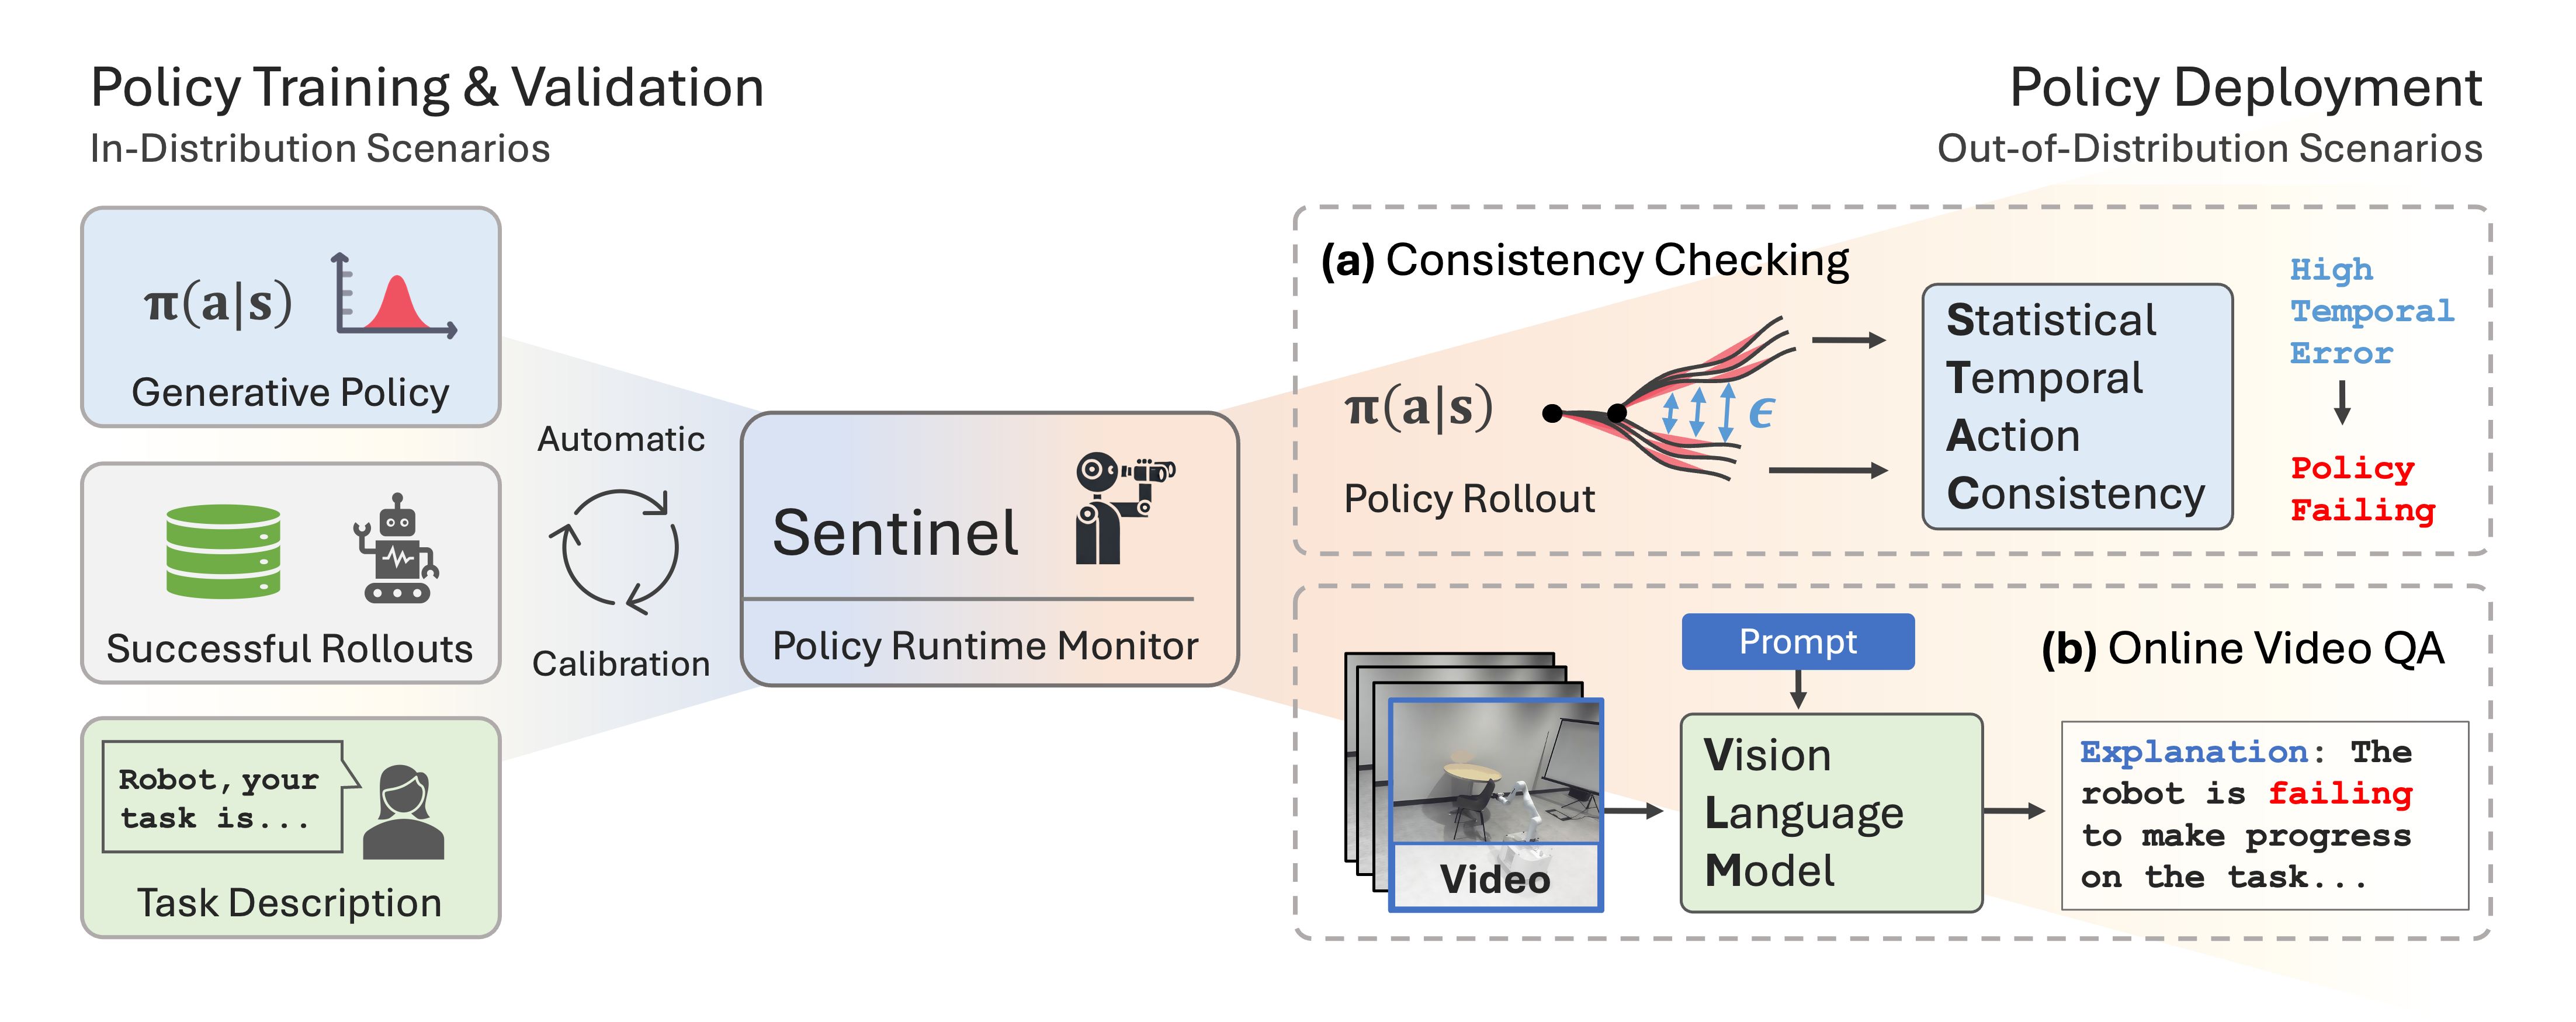 Policy Training & Validation
In-Distribution Scenarios
π(a|s)
Generative Policy
Successful Rollouts
Robot, your
task is...
Task Description
Automatic
Calibration
Sentinel
Policy Runtime Monitor
Policy Deployment
Out-of-Distribution Scenarios
(a) Consistency Checking
π(a|s)
Policy Rollout
ϵ
Statistical
Temporal
Action
Consistency
High
Temporal
Error
Policy
Failing
(b) Online Video QA
Video
Prompt
Vision
Language
Model
Explanation: The
robot is failing
to make progress
on the task...